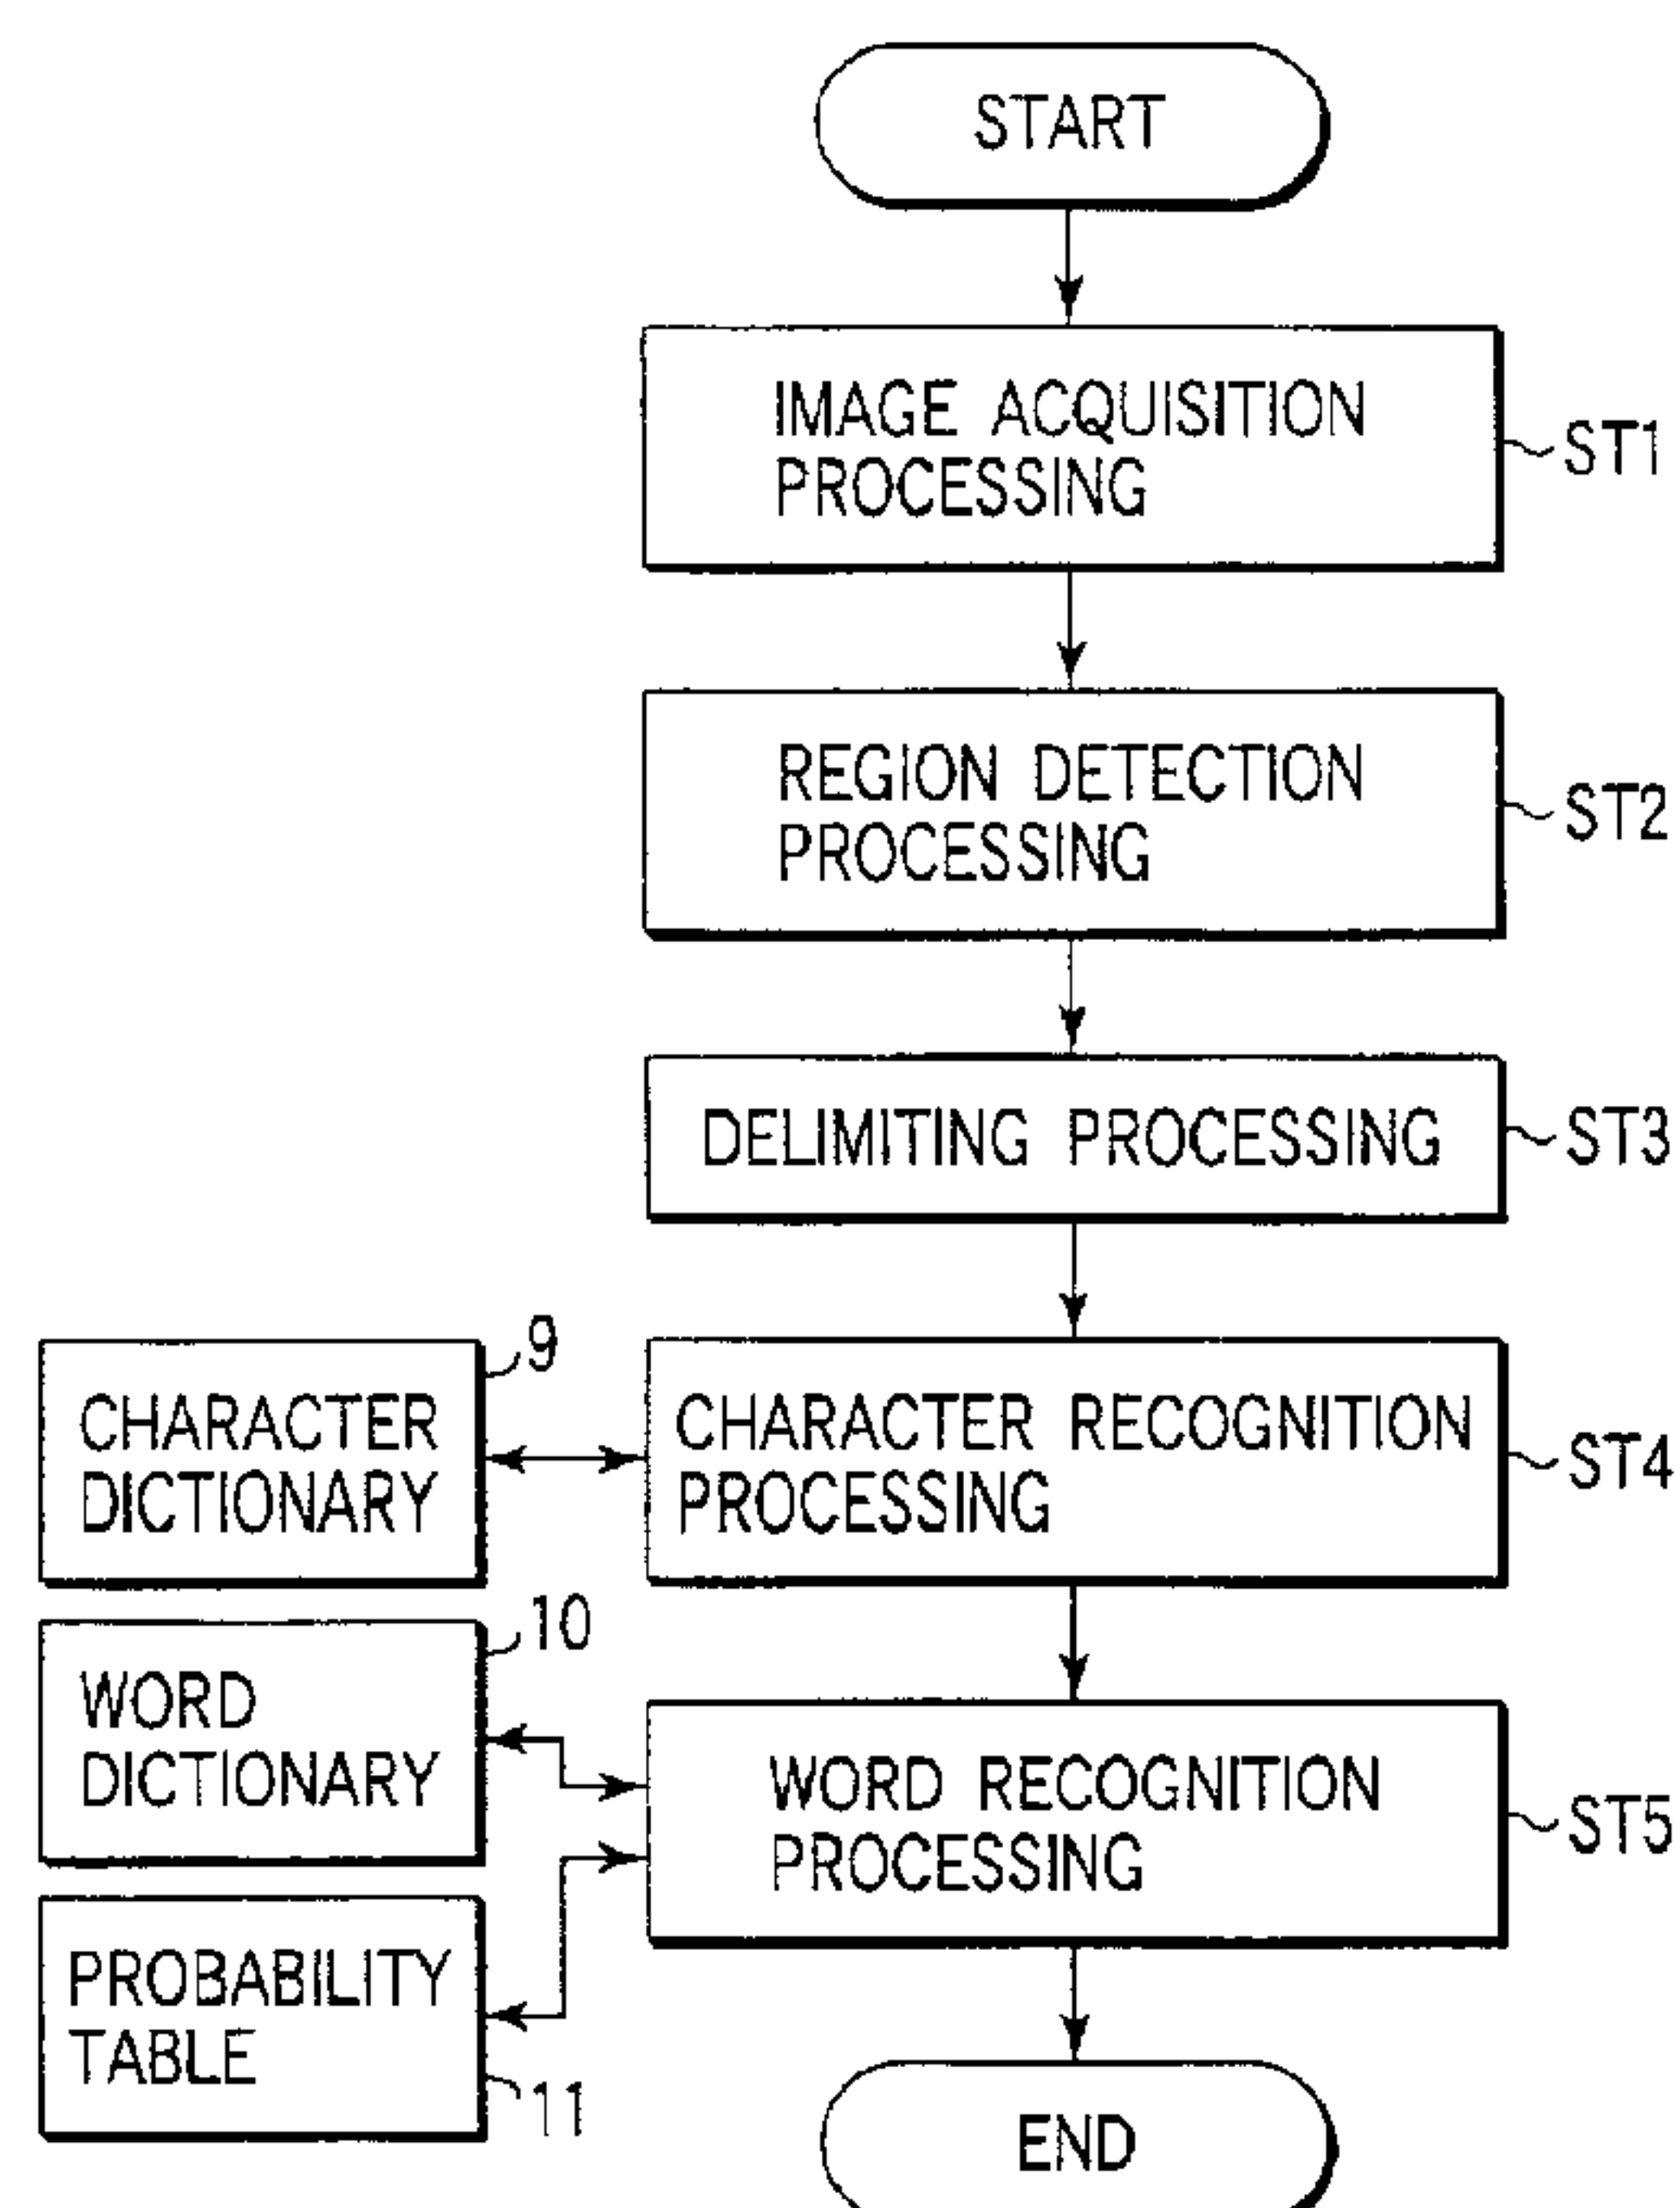 START
IMAGE ACQUISITION
PROCESSING
ST1
REGION DETECTION
PROCESSING
ST2
DELIMITING PROCESSING
ST3
9
CHARACTER
DICTIONARY
CHARACTER RECOGNITION
PROCESSING
ST4
10
WORD
DICTIONARY
WORD RECOGNITION
PROCESSING
ST5
PROBABILITY
TABLE
11
END